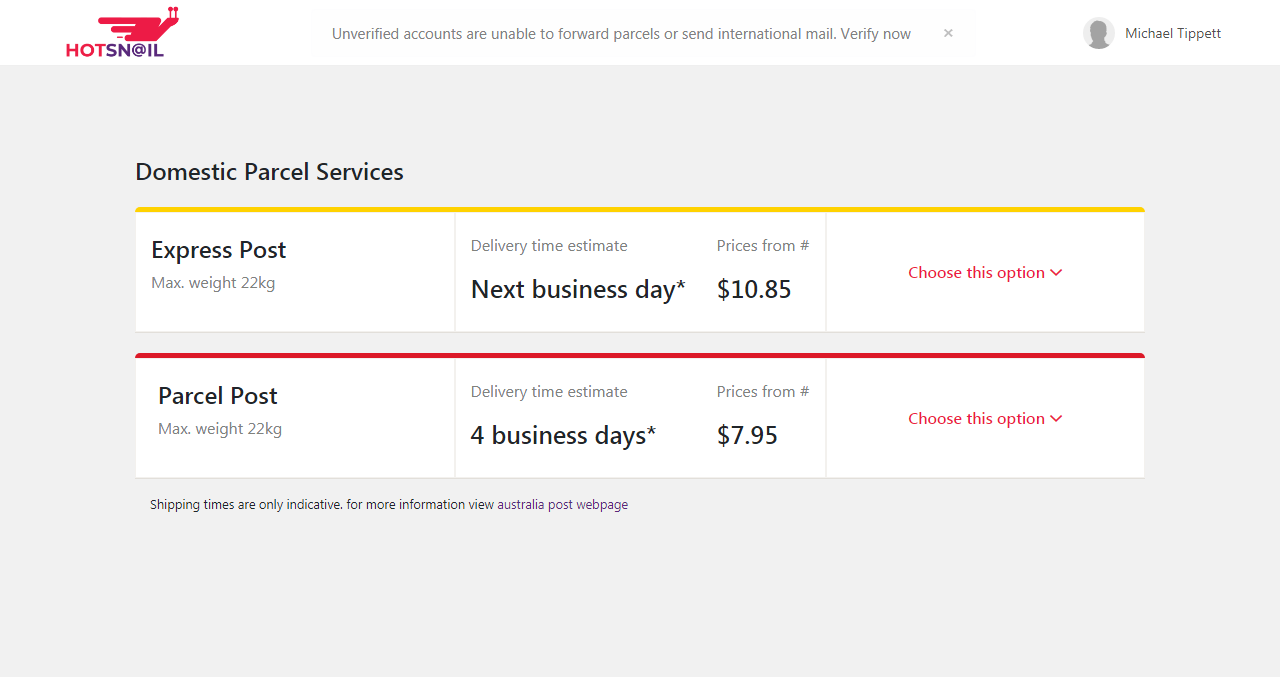 HOTSN@IL
Unverified accounts are unable to forward parcels or send international mail. Verify now ×
Michael Tippett
Domestic Parcel Services
Express Post
Max. weight 22kg
Delivery time estimate
Next business day*
Prices from #
$10.85
Choose this option
Parcel Post
Max. weight 22kg
Delivery time estimate
4 business days*
Prices from #
$7.95
Choose this option
Shipping times are only indicative. for more information view australia post webpage